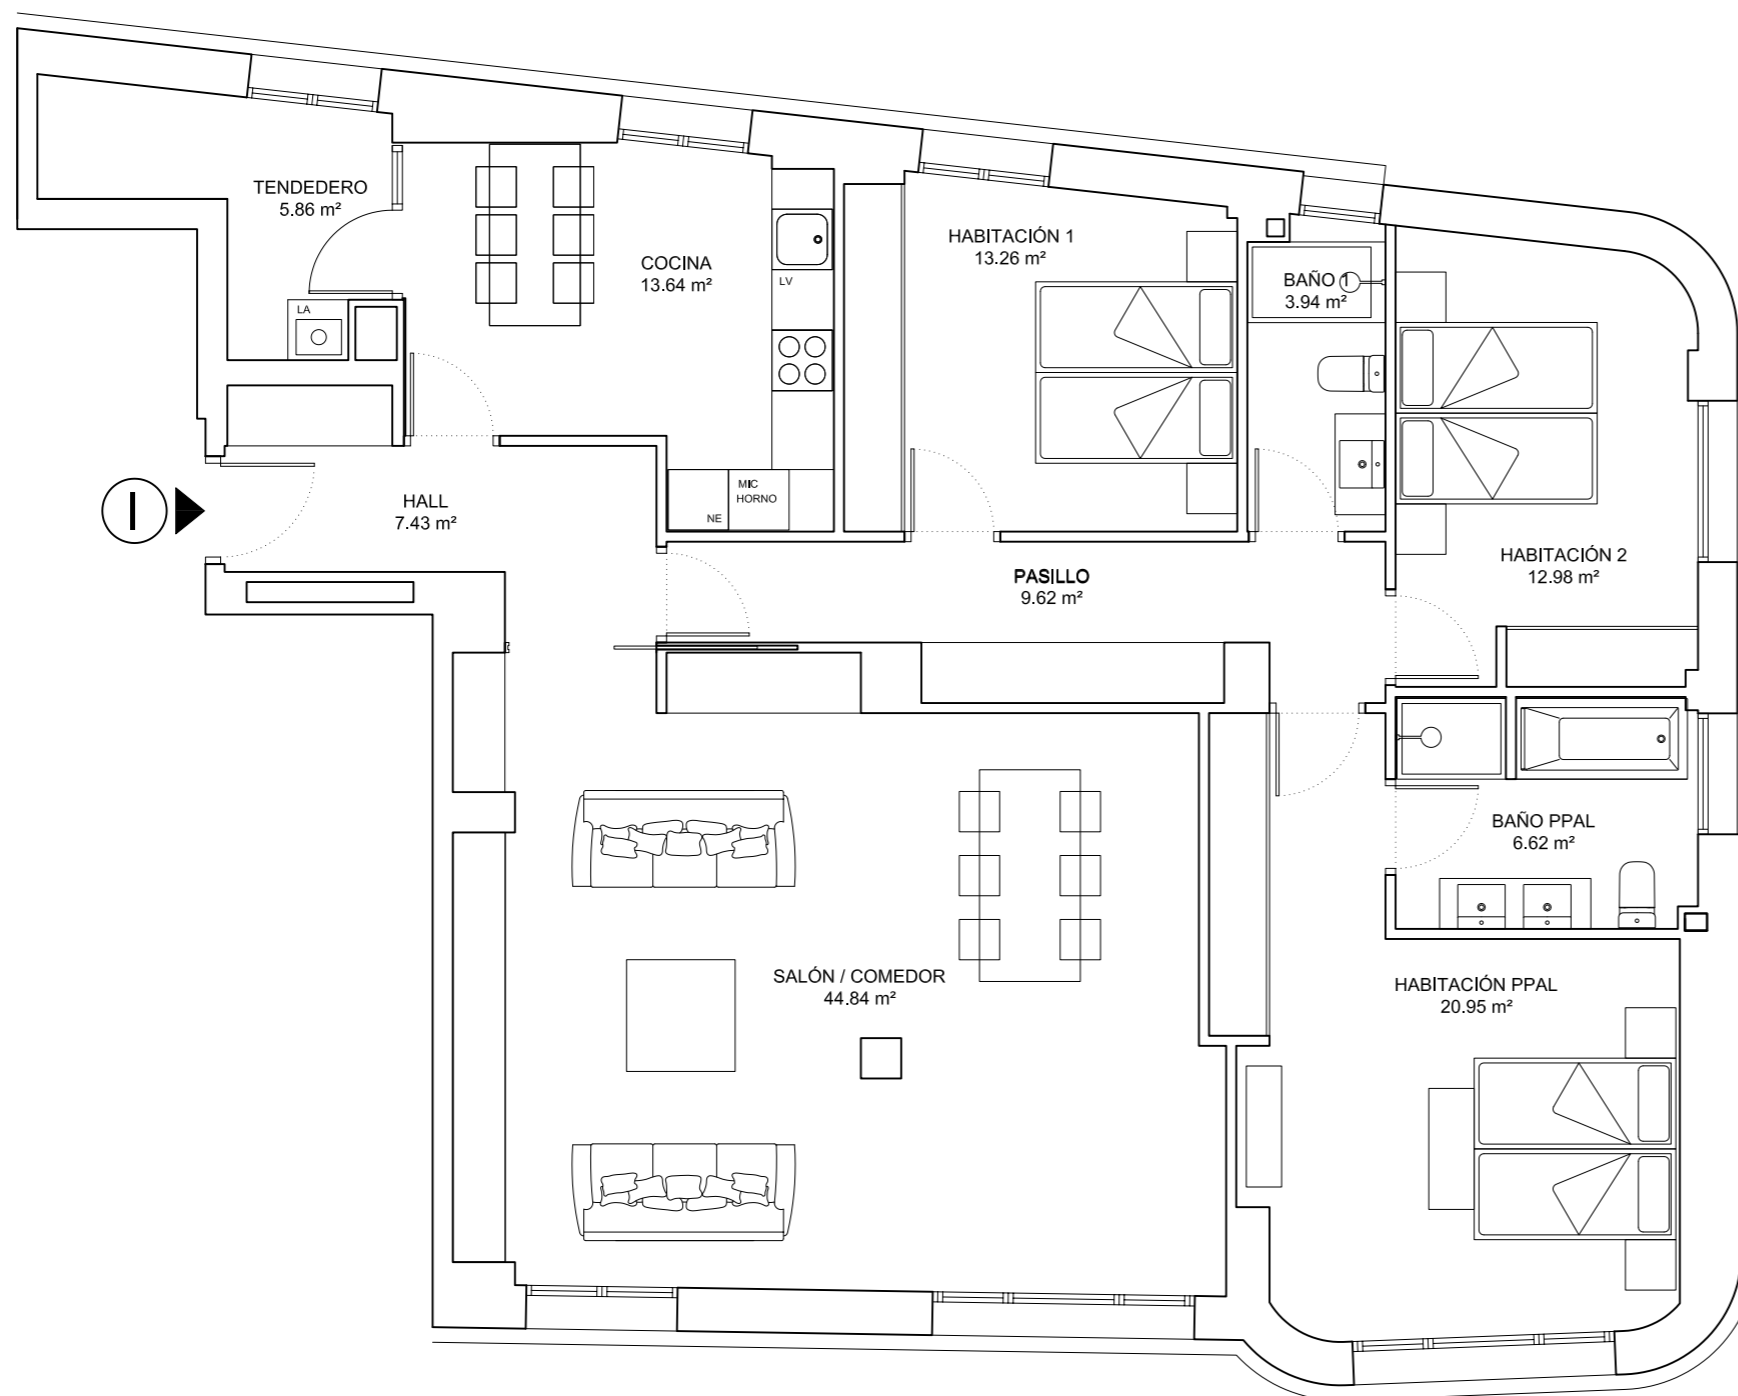 TENDEDERO
5.86 m²
COCINA
13.64 m²
LV
LA
HABITACIÓN 1
13.26 m²
BAÑO 1
3.94 m²
MIC
HORNO
NE
HALL
7.43 m²
I
PASILLO
9.62 m²
HABITACIÓN 2
12.98 m²
BAÑO PPAL
6.62 m²
SALÓN / COMEDOR
44.84 m²
HABITACIÓN PPAL
20.95 m²